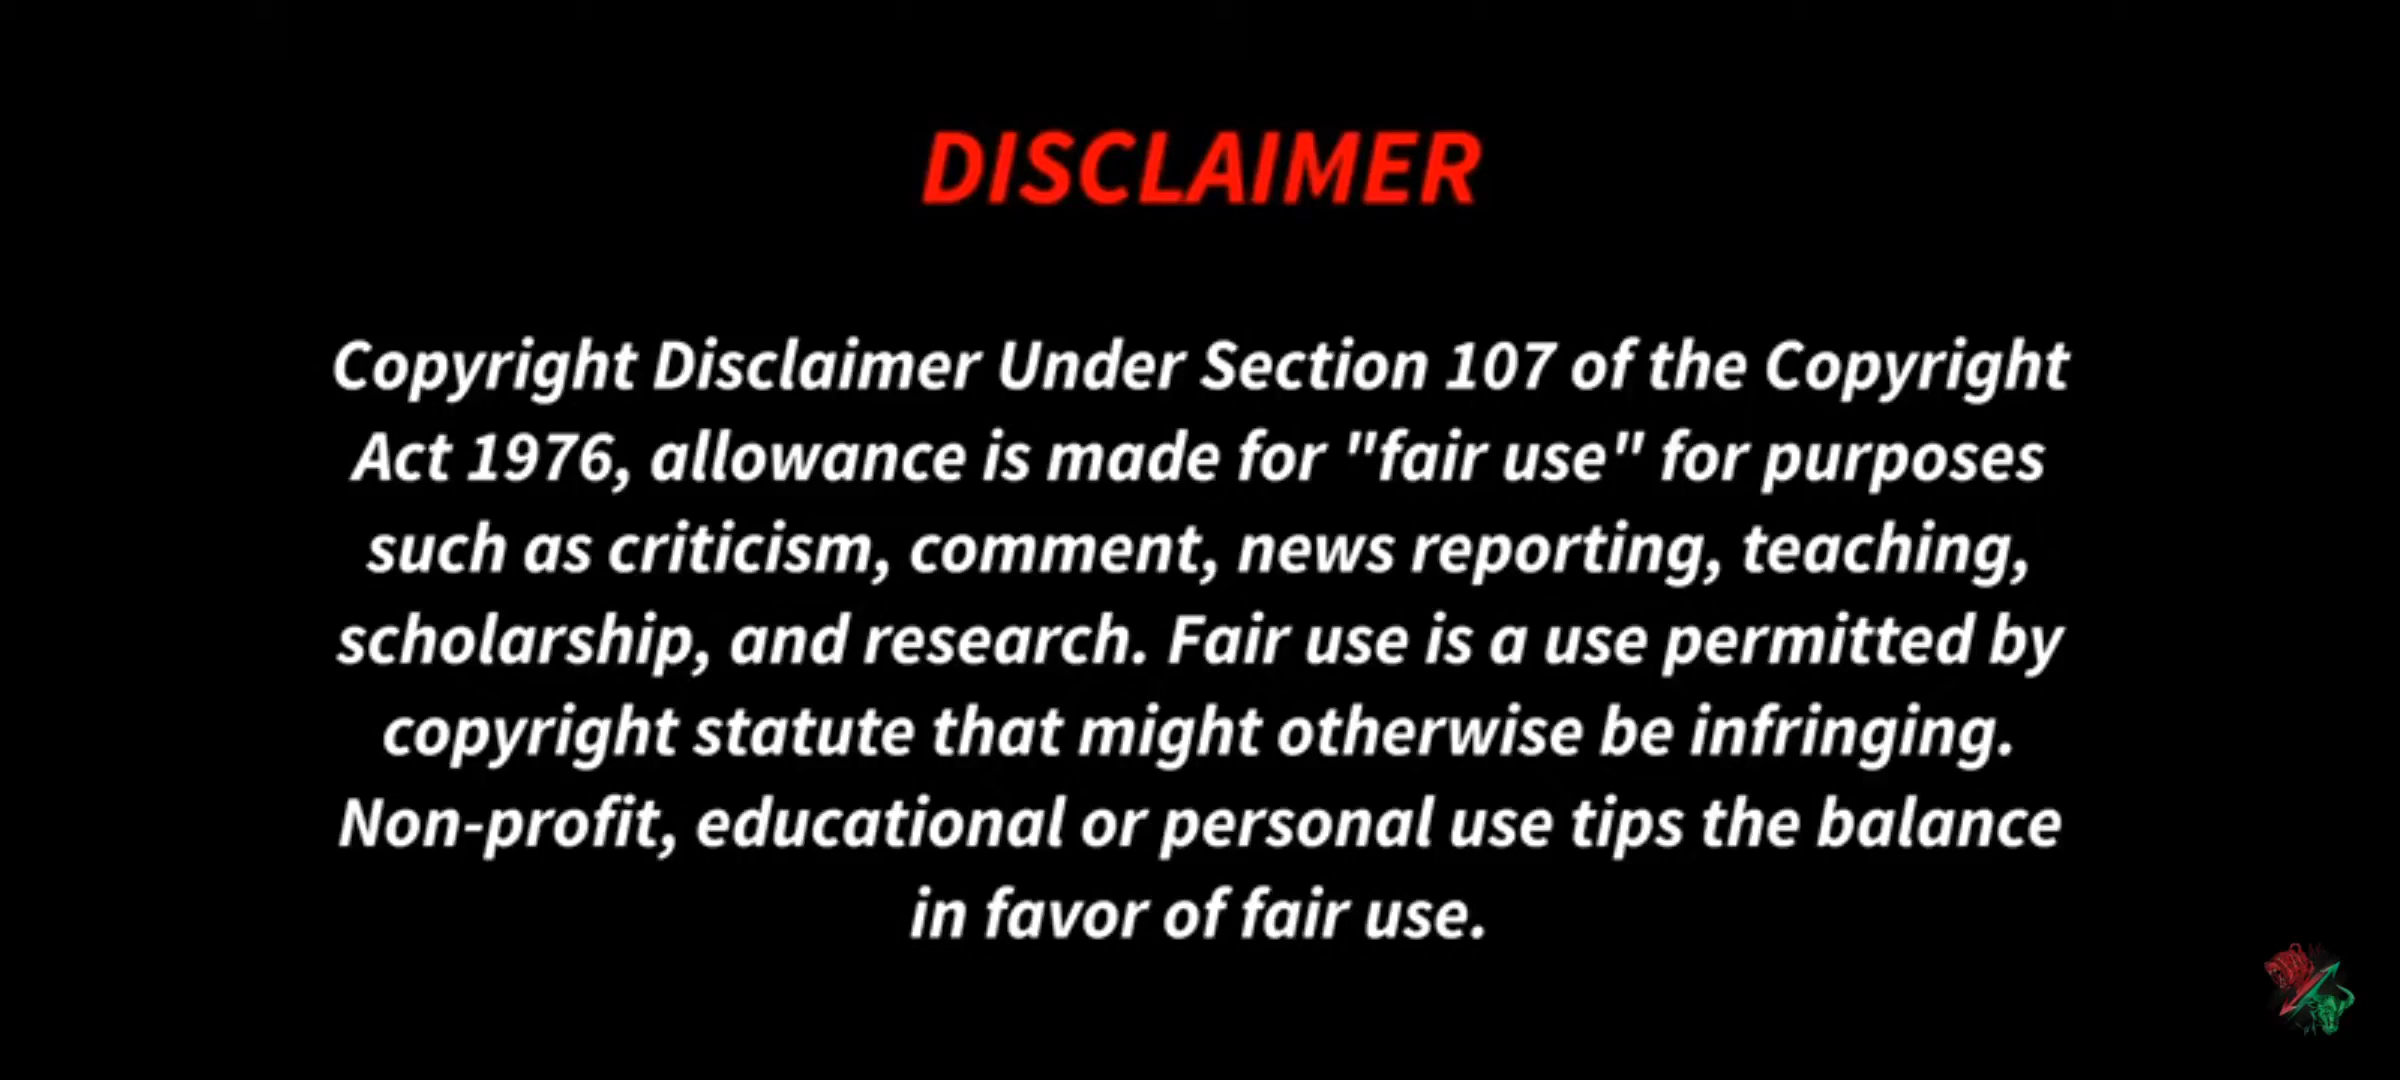 DISCLAIMER
Copyright Disclaimer Under Section 107 of the Copyright
Act 1976, allowance is made for "fair use" for purposes
such as criticism, comment, news reporting, teaching,
scholarship, and research. Fair use is a use permitted by
copyright statute that might otherwise be infringing.
Non-profit, educational or personal use tips the balance
in favor of fair use.